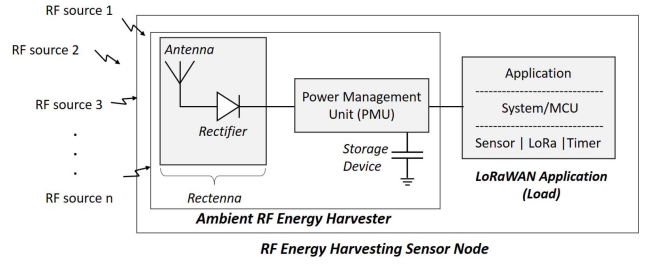 RF source 1
RF source 2
RF source 3
.
.
.
RF source n
Antenna
Rectifier
Rectenna
Power Management
Unit (PMU)
Storage
Device
Ambient RF Energy Harvester
Application
System/MCU
Sensor | LoRa |Timer
LoRaWAN Application
(Load)
RF Energy Harvesting Sensor Node